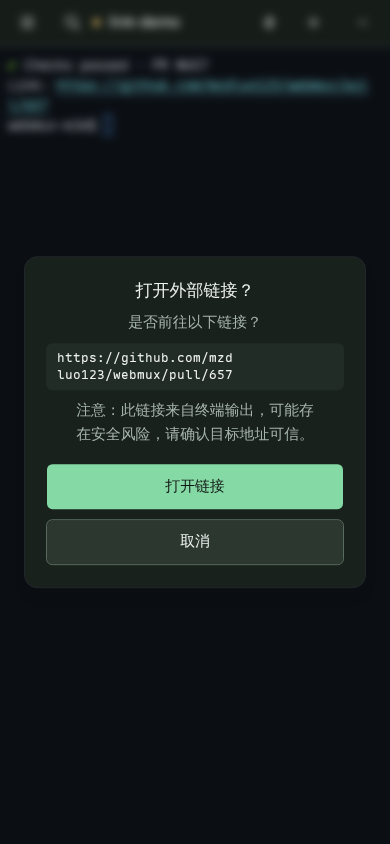 打开外部链接？
是否前往以下链接？
https://github.com/mzd
luo123/webmux/pull/657
注意：此链接来自终端输出，可能存
在安全风险，请确认目标地址可信。
打开链接
取消